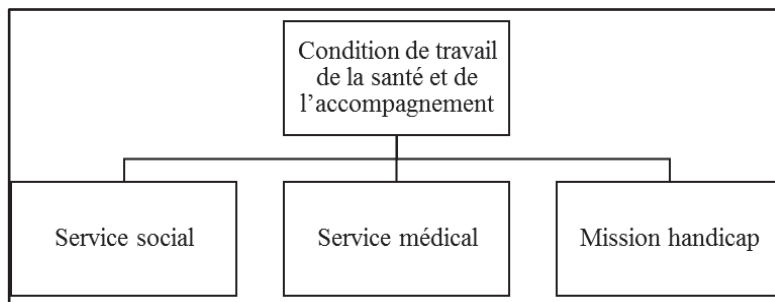 Condition de travail
de la santé et de
l'accompagnement
Service social
Service médical
Mission handicap